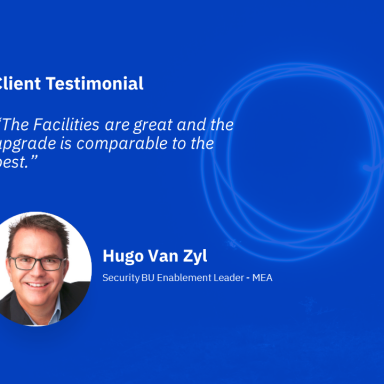 Client Testimonial
“The Facilities are great and the
upgrade is comparable to the
best.”
Hugo Van Zyl
Security BU Enablement Leader - MEA